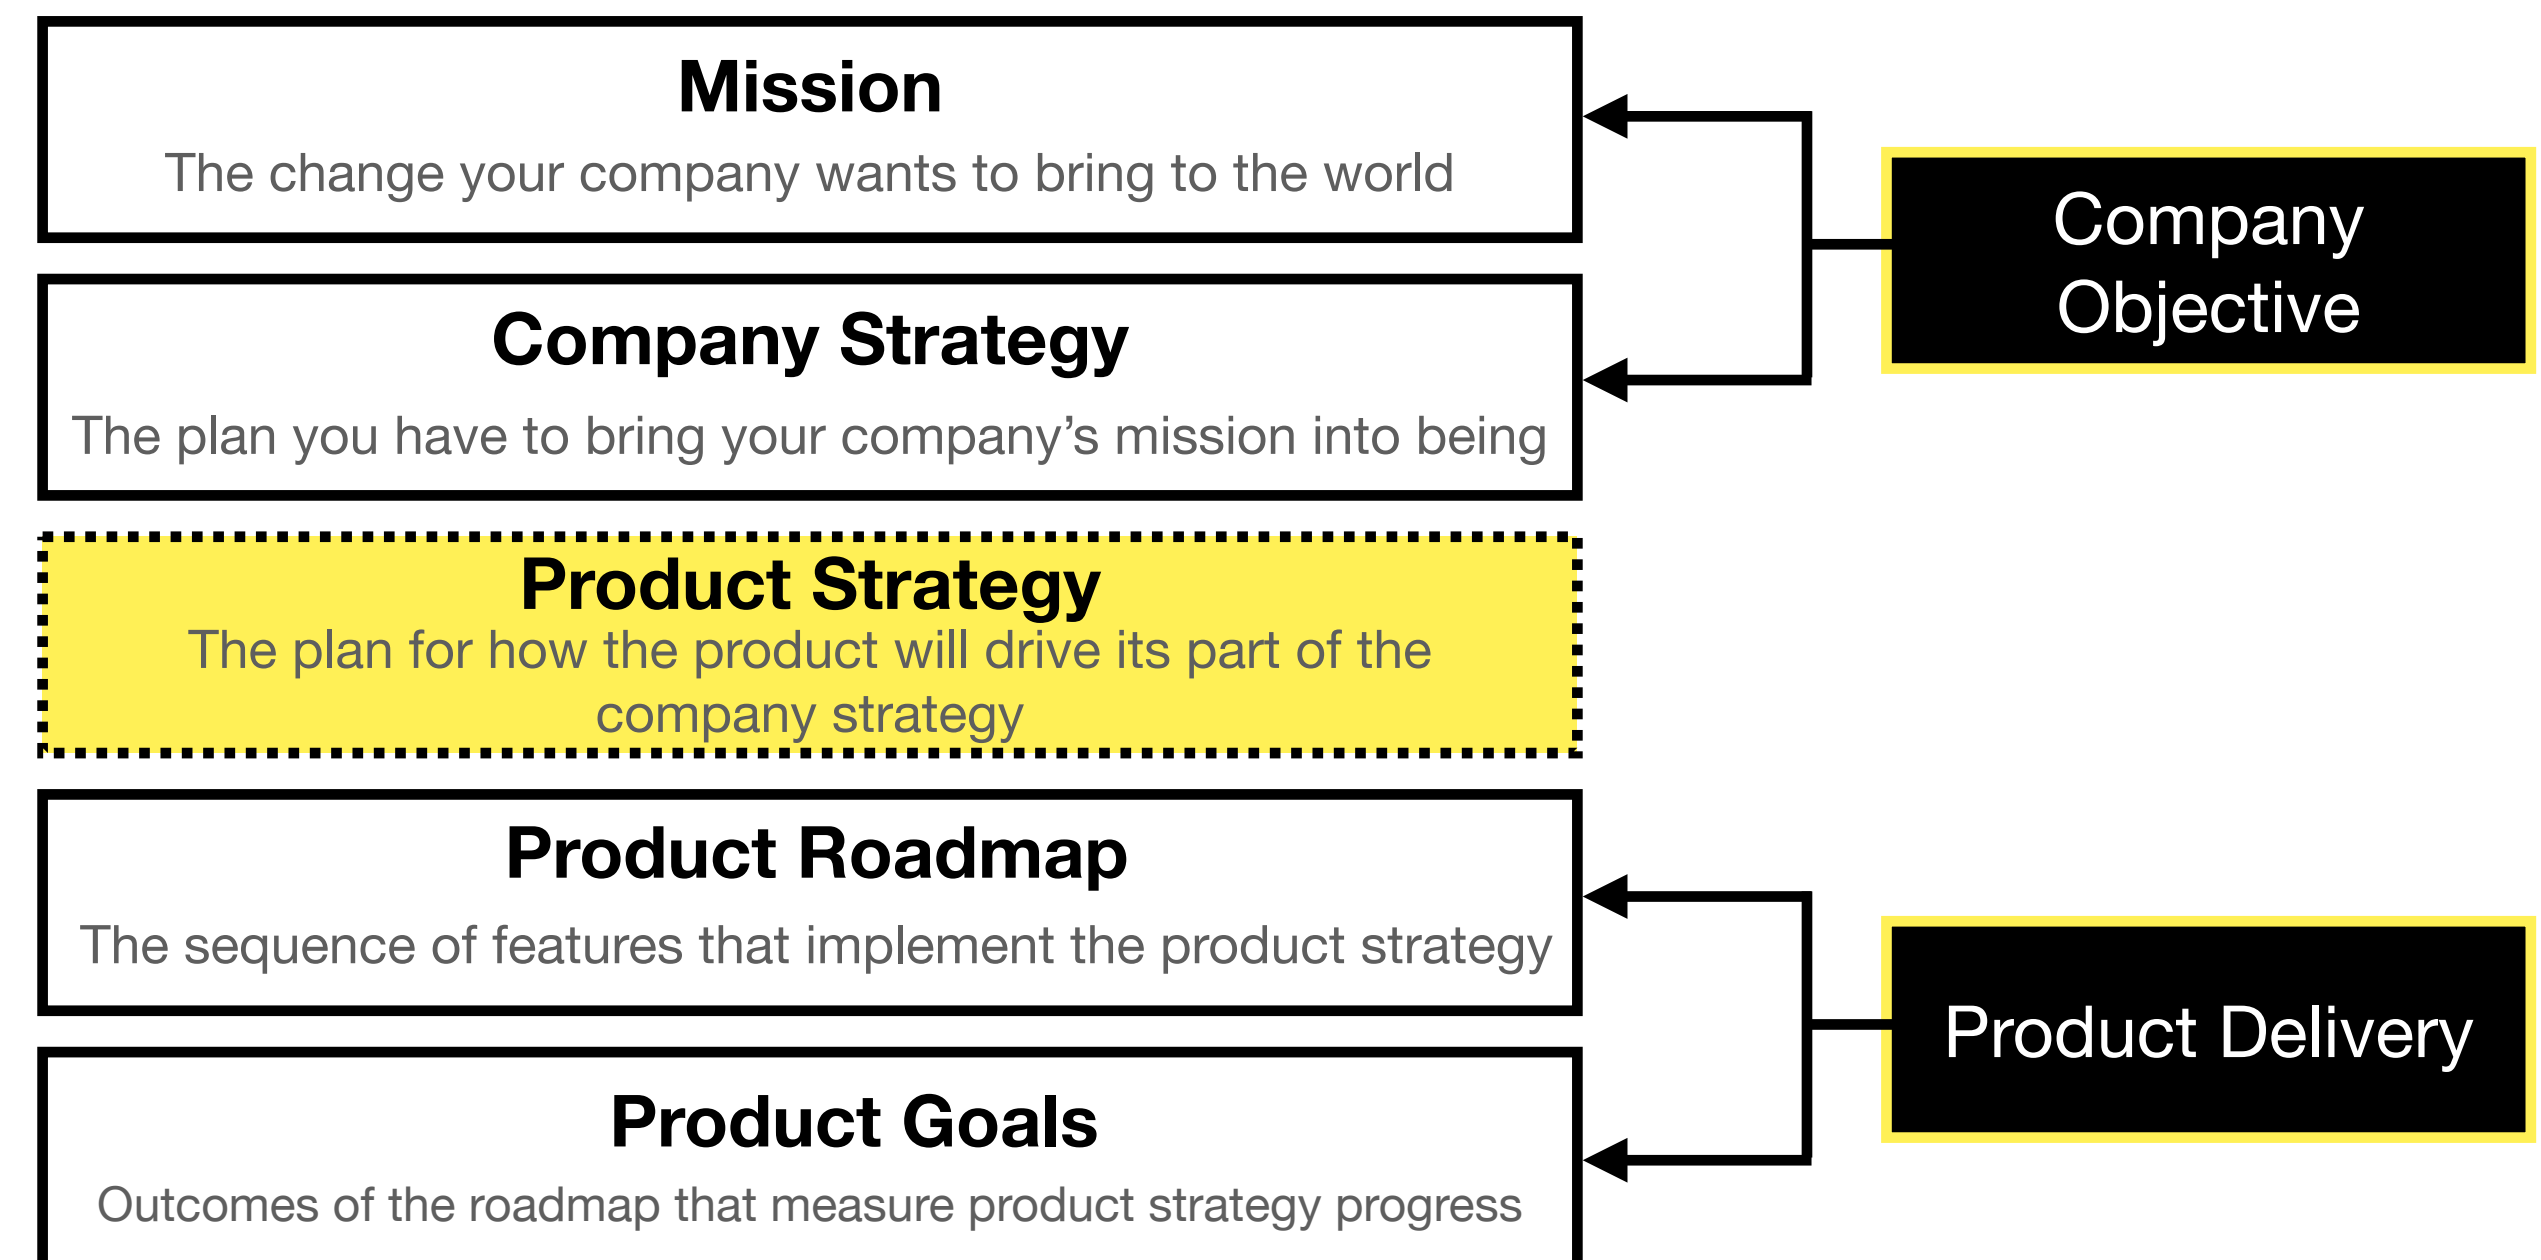 Mission
The change your company wants to bring to the world
Company Strategy
The plan you have to bring your company’s mission into being
Company
Objective
Product Strategy
The plan for how the product will drive its part of the
company strategy
Product Roadmap
The sequence of features that implement the product strategy
Product Goals
Outcomes of the roadmap that measure product strategy progress
Product Delivery